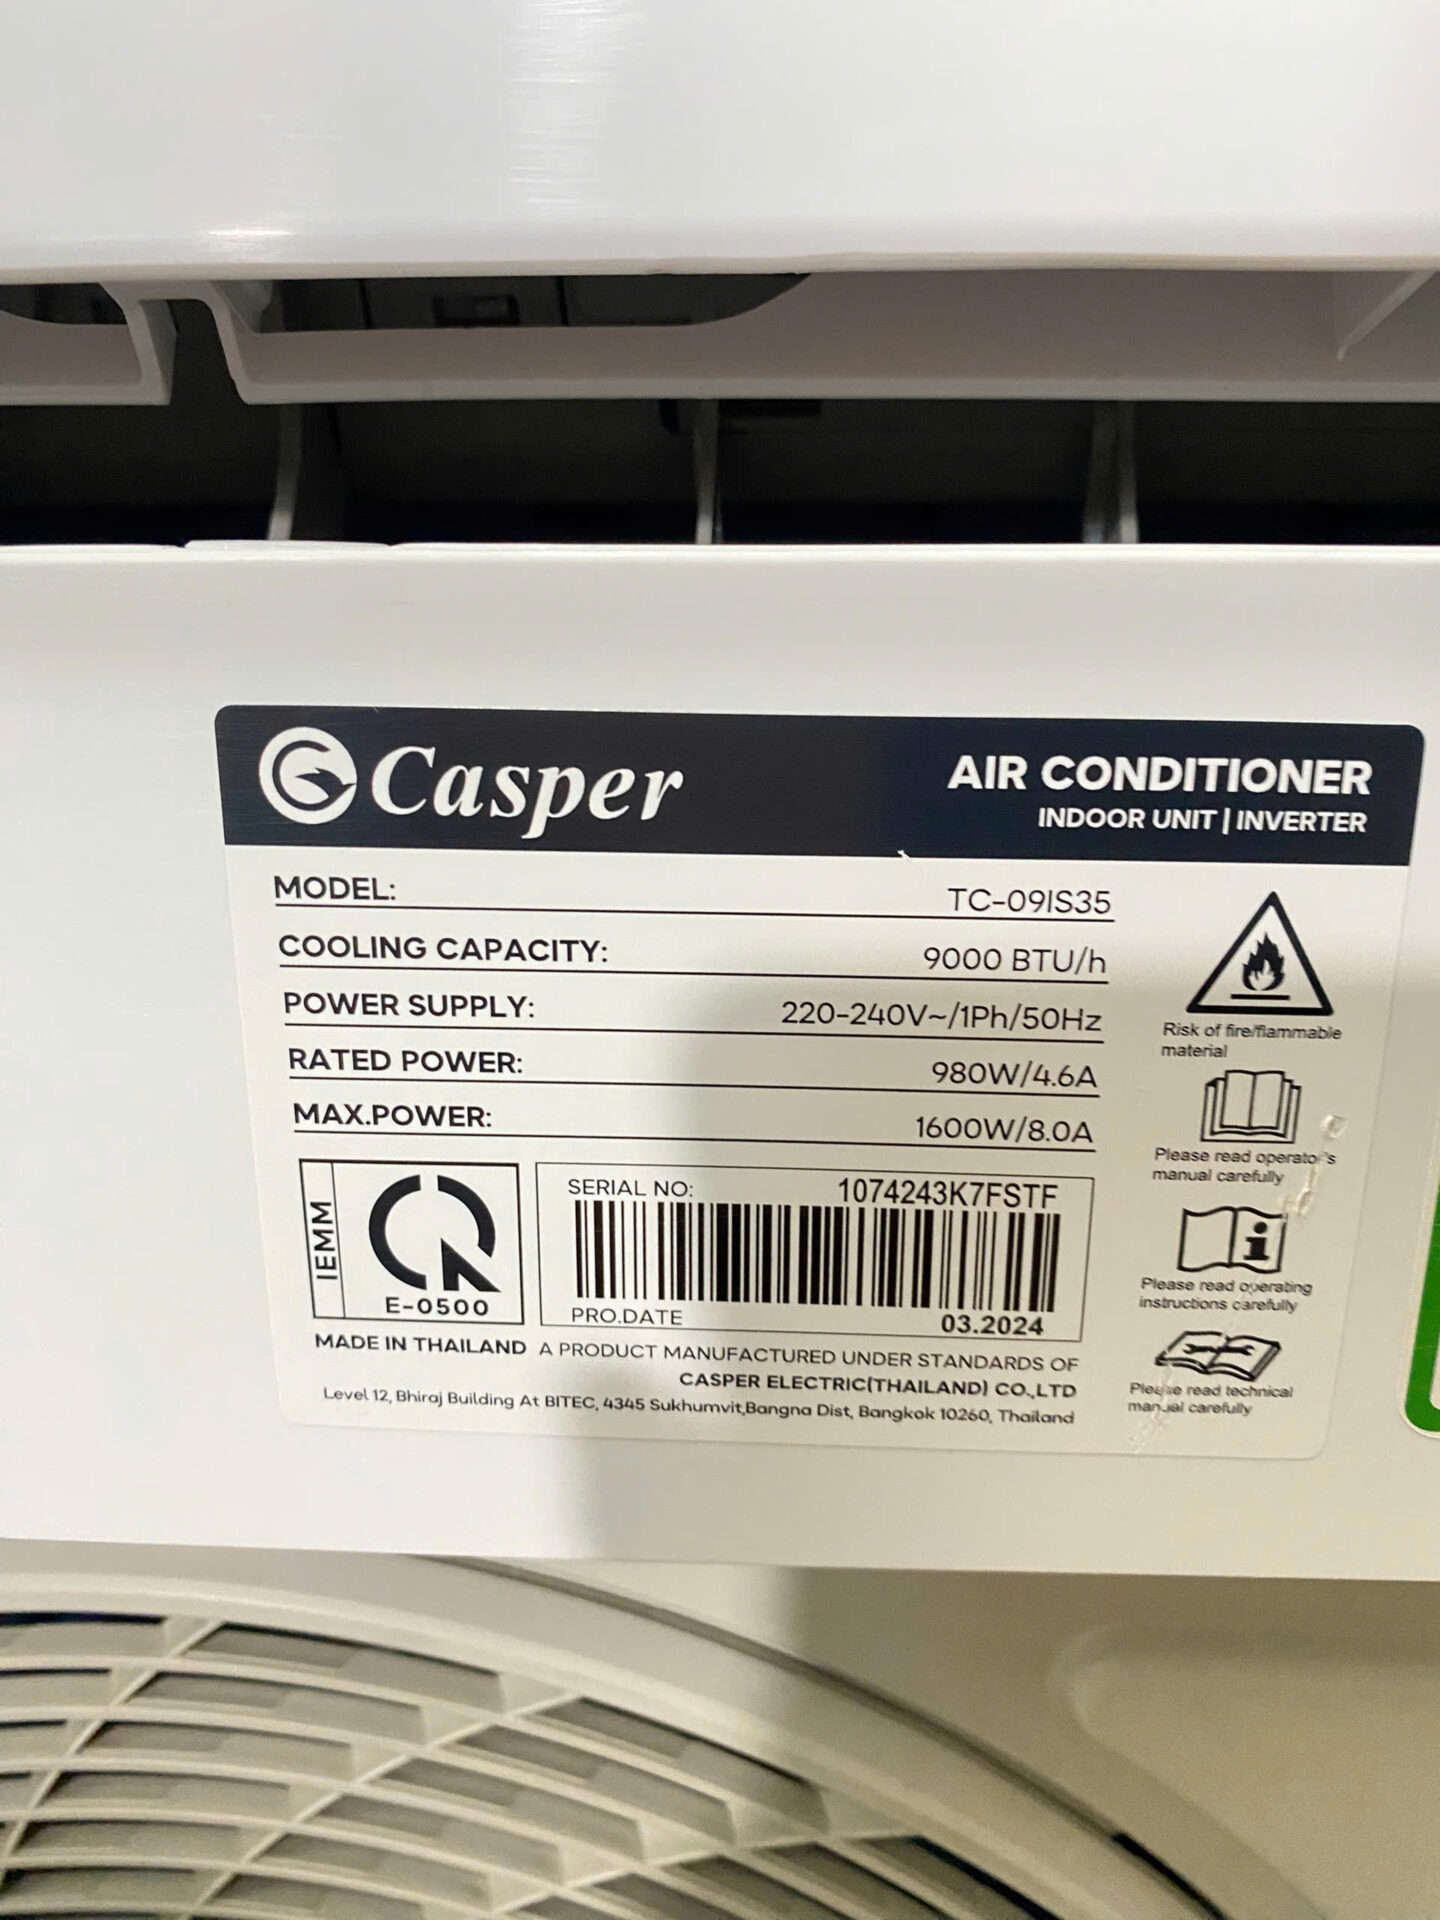 Casper
AIR CONDITIONER
INDOOR UNIT | INVERTER
MODEL: TC-09IS35
COOLING CAPACITY: 9000 BTU/h
POWER SUPPLY: 220-240V~/1Ph/50Hz
RATED POWER: 980W/4.6A
MAX.POWER: 1600W/8.0A
Risk of fire/flammable
material
Please read operator's
manual carefully
Please read operating
instructions carefully
Please read technical
manual carefully
IEMM
E-0500
SERIAL NO: 1074243K7FSTF
PRO.DATE 03.2024
MADE IN THAILAND A PRODUCT MANUFACTURED UNDER STANDARDS OF
CASPER ELECTRIC(THAILAND) CO.,LTD
Level 12, Bhiraj Building At BITEC, 4345 Sukhumvit,Bangna Dist, Bangkok 10260, Thailand